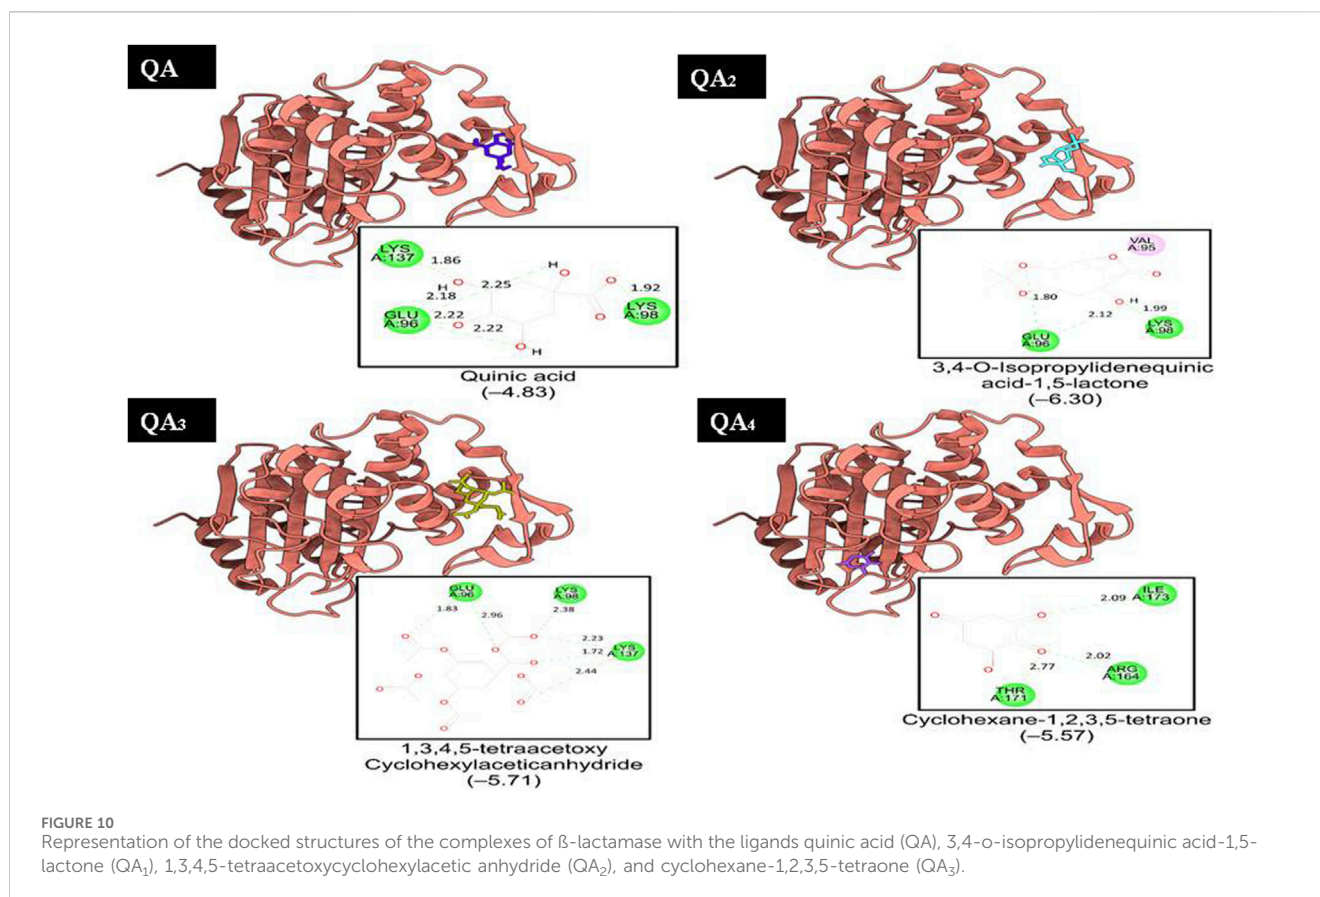 QA
LYS
A:137
1.86
H
H
2.25
2.18
1.92
GLU
A:96
2.22
2.22
LYS
A:98
O
O
O
O
O
H
Quinic acid
(−4.83)
QA2
VAL
A:95
O
O
O
O
O
H
1.80
1.99
2.12
GLU
A:96
LYS
A:98
3,4-O-Isopropylidenequinic
acid-1,5-lactone
(−6.30)
QA3
GLU
A:96
LYS
A:98
1.83
2.96
2.38
2.23
1.72
LYS
A:137
2.44
O
O
O
O
O
O
O
O
O
O
1,3,4,5-tetraacetoxy
Cyclohexylaceticanhydride
(−5.71)
QA4
2.09
ILE
A:173
O
O
O
O
2.02
2.77
ARG
A:164
THR
A:171
Cyclohexane-1,2,3,5-tetraone
(−5.57)
FIGURE 10
Representation of the docked structures of the complexes of ß-lactamase with the ligands quinic acid (QA), 3,4-o-isopropylidenequinic acid-1,5-
lactone (QA1), 1,3,4,5-tetraacetoxycyclohexylacetic anhydride (QA2), and cyclohexane-1,2,3,5-tetraone (QA3).